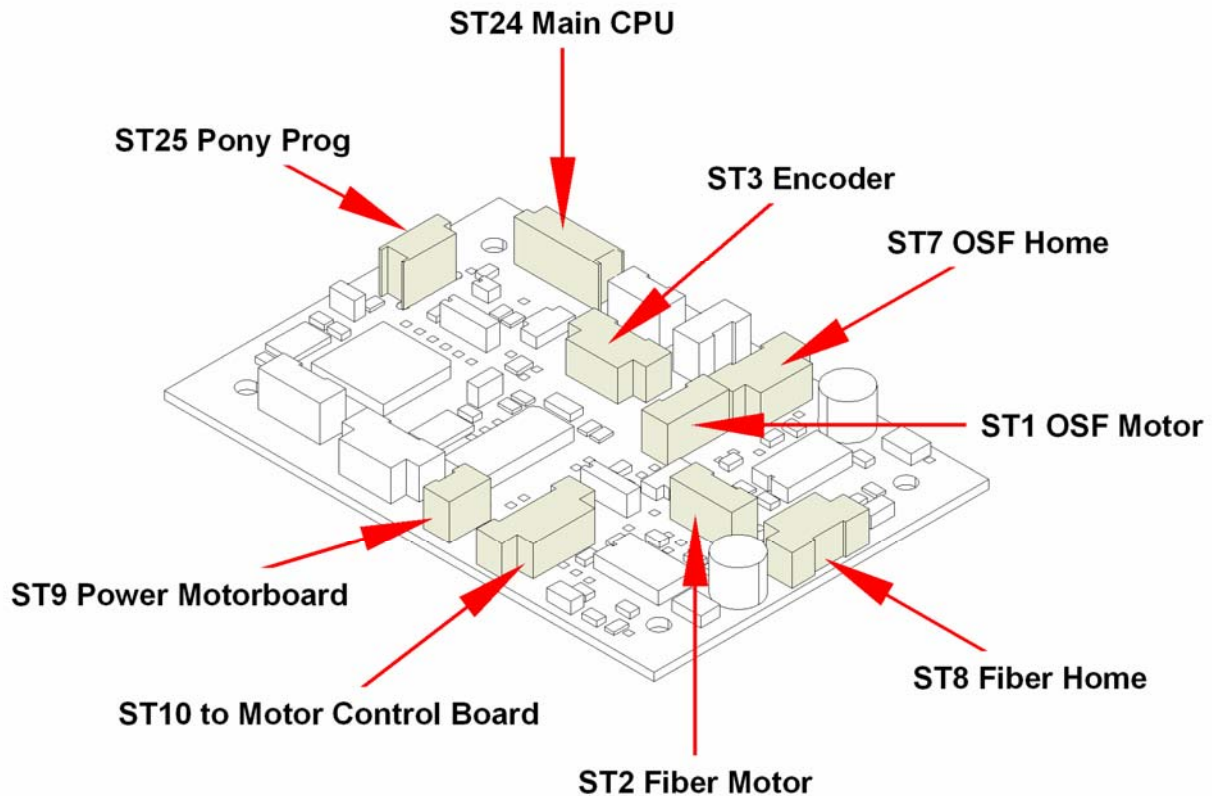 ST24 Main CPU
ST25 Pony Prog
ST3 Encoder
ST7 OSF Home
ST1 OSF Motor
ST9 Power Motorboard
ST8 Fiber Home
ST10 to Motor Control Board
ST2 Fiber Motor